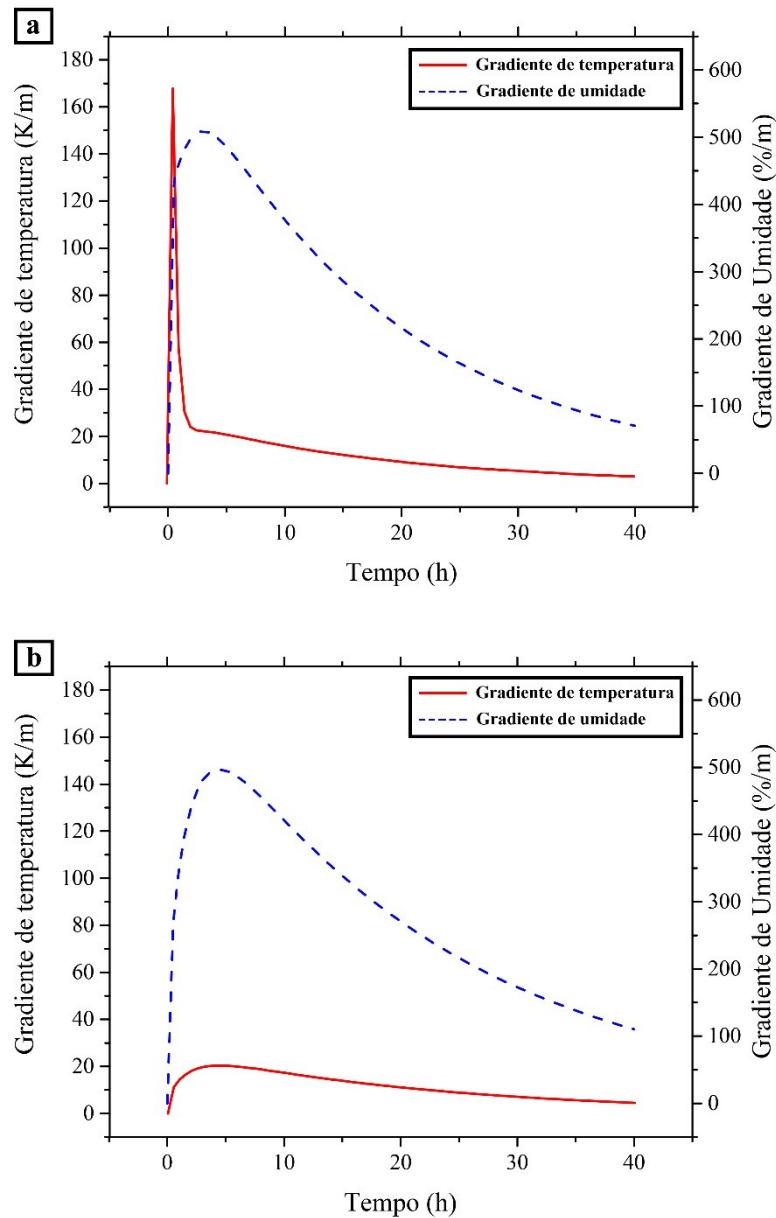 a
Gradiente de temperatura
Gradiente de umidade
Gradiente de temperatura (K/m)
180
160
140
120
100
80
60
40
20
0
Gradiente de Umidade (%/m)
600
500
400
300
200
100
0
0 10 20 30 40
Tempo (h)
b
Gradiente de temperatura
Gradiente de umidade
Gradiente de temperatura (K/m)
180
160
140
120
100
80
60
40
20
0
Gradiente de Umidade (%/m)
600
500
400
300
200
100
0
0 10 20 30 40
Tempo (h)